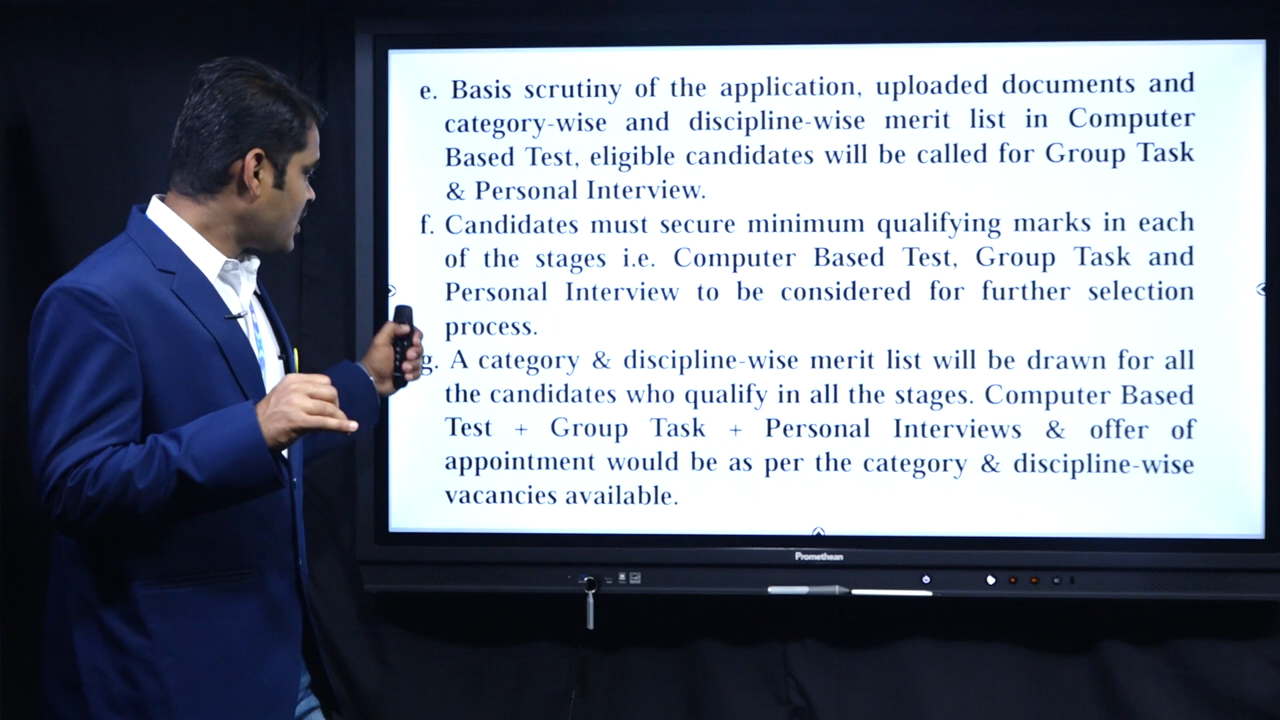 e. Basis scrutiny of the application, uploaded documents and
category-wise and discipline-wise merit list in Computer
Based Test, eligible candidates will be called for Group Task
& Personal Interview.
f. Candidates must secure minimum qualifying marks in each
of the stages i.e. Computer Based Test, Group Task and
Personal Interview to be considered for further selection
process.
g. A category & discipline-wise merit list will be drawn for all
the candidates who qualify in all the stages. Computer Based
Test + Group Task + Personal Interviews & offer of
appointment would be as per the category & discipline-wise
vacancies available.
Promethean